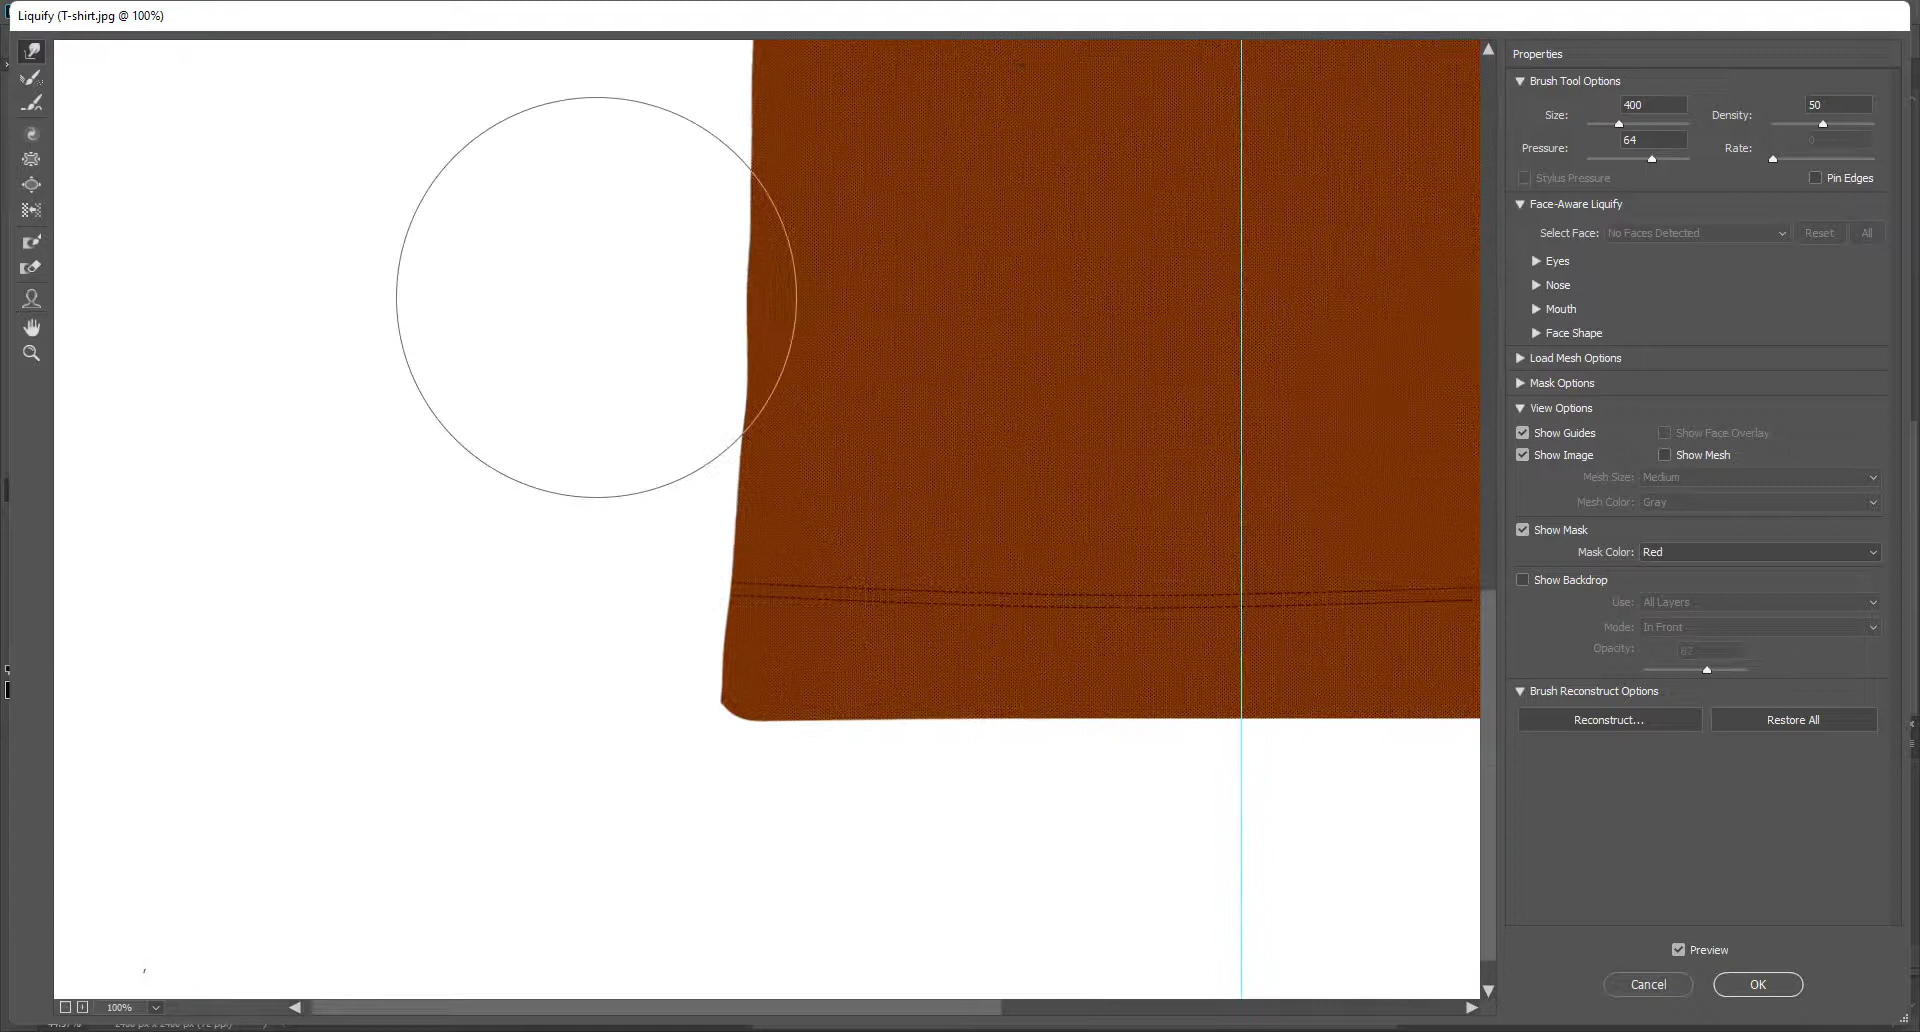 Liquify (T-shirt.jpg @ 100%)
Properties
Brush Tool Options
Size: 400 Density: 50
Pressure: 64 Rate: 0
Stylus Pressure Pin Edges
Face-Aware Liquify
Select Face: No Faces Detected Reset All
Eyes
Nose
Mouth
Face Shape
Load Mesh Options
Mask Options
View Options
Show Guides Show Face Overlay
Show Image Show Mesh
Mesh Size: Medium
Mesh Color: Gray
Show Mask
Mask Color: Red
Show Backdrop
Use: All Layers
Mode: In Front
Opacity: 87
Brush Reconstruct Options
Reconstruct... Restore All
Preview
Cancel OK
100%